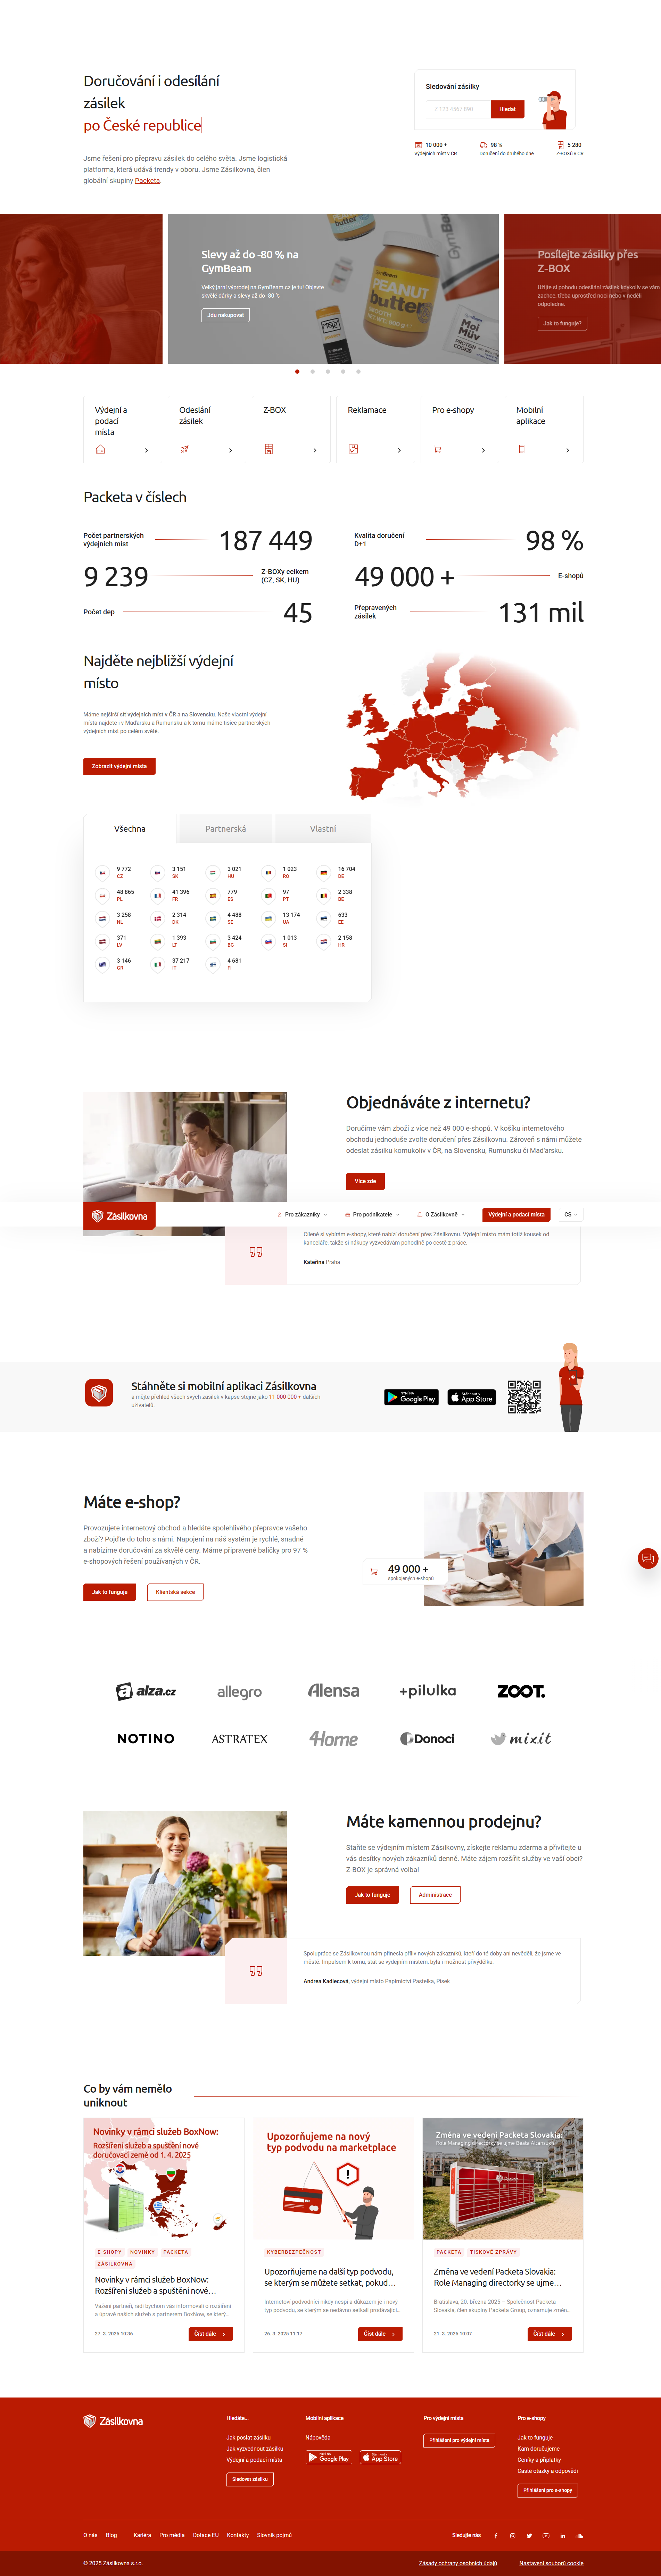 Doručování i odesílání
zásilek
po České republice
Jsme řešení pro přepravu zásilek do celého světa. Jsme logistická
platforma, která udává trendy v oboru. Jsme Zásilkovna, člen
globální skupiny Packeta.
Sledování zásilky
Z 123 4567 890
Hledat
10 000 +
Výdejních míst v ČR
98 %
Doručení do druhého dne
5 280
Z-BOXů v ČR
Slevy až do -80 % na
GymBeam
Velký jarní výprodej na GymBeam.cz je tu! Objevte
skvělé dárky a slevy až do -80 %
Jdu nakupovat
Posílejte zásilky přes
Z-BOX
Užijte si pohodu odesílání zásilek kdykoliv se vám
zachce, třeba uprostřed noci nebo v neděli
odpoledne.
Jak to funguje?
Výdejní a
podací
místa
Odeslání
zásilek
Z-BOX
Reklamace
Pro e-shopy
Mobilní
aplikace
Packeta v číslech
Počet partnerských
výdejních míst
187 449
Kvalita doručení
D+1
98 %
9 239
Z-BOXy celkem
(CZ, SK, HU)
49 000 +
E-shopů
Počet dep
45
Přepravených
zásilek
131 mil
Najděte nejbližší výdejní
místo
Máme nejširší síť výdejních míst v ČR a na Slovensku. Naše vlastní výdejní
místa najdete i v Maďarsku a Rumunsku a k tomu máme tisíce partnerských
výdejních míst po celém světě.
Zobrazit výdejní místa
Všechna
Partnerská
Vlastní
9 772
CZ
3 151
SK
3 021
HU
1 023
RO
16 704
DE
48 865
PL
41 396
FR
779
ES
97
PT
2 338
BE
3 258
NL
2 314
DK
4 488
SE
13 174
UA
633
EE
371
LV
1 393
LT
3 424
BG
1 013
SI
2 158
HR
3 146
GR
37 217
IT
4 681
FI
Objednáváte z internetu?
Doručíme vám zboží z více než 49 000 e-shopů. V košíku internetového
obchodu jednoduše zvolte doručení přes Zásilkovnu. Zároveň s námi můžete
odeslat zásilku komukoliv v ČR, na Slovensku, Rumunsku či Maďarsku.
Více zde
Zásilkovna
Pro zákazníky
Pro podnikatele
O Zásilkovně
Výdejní a podací místa
CS
Cíleně si vybírám e-shopy, které nabízí doručení přes Zásilkovnu. Výdejní místo mám totiž kousek od
kanceláře, takže si nákupy vyzvedávám pohodlně po cestě z práce.
Kateřina Praha
Stáhněte si mobilní aplikaci Zásilkovna
a mějte přehled všech svých zásilek v kapse stejně jako 11 000 000 + dalších
uživatelů.
Google Play
App Store
Máte e-shop?
Provozujete internetový obchod a hledáte spolehlivého přepravce vašeho
zboží? Pojďte do toho s námi. Napojení na náš systém je rychlé, snadné
a nabízíme doručování za skvělé ceny. Máme připravené balíčky pro 97 %
e-shopových řešení používaných v ČR.
Jak to funguje
Klientská sekce
49 000 +
spokojených e-shopů
alza.cz
allegro
Alensa
+pilulka
ZOOT.
NOTINO
ASTRATEX
4Home
Donoci
mixit
Máte kamennou prodejnu?
Staňte se výdejním místem Zásilkovny, získejte reklamu zdarma a přivítejte u
vás desítky nových zákazníků denně. Máte zájem rozšířit služby ve vaší obci?
Z-BOX je správná volba!
Jak to funguje
Administrace
Spolupráce se Zásilkovnou nám přinesla příliv nových zákazníků, kteří do té doby ani nevěděli, že jsme ve
městě. Impulsem k tomu, stát se výdejním místem, byla i možnost přivýdělku.
Andrea Kadlecová, výdejní místo Papírnictví Pastelka, Písek
Co by vám nemělo
uniknout
Novinky v rámci služeb BoxNow:
Rozšíření služeb a spuštění nové
doručovací země od 1. 4. 2025
E-SHOPY NOVINKY PACKETA
ZÁSILKOVNA
Novinky v rámci služeb BoxNow:
Rozšíření služeb a spuštění nové…
Vážení partneři, rádi bychom vás informovali o rozšíření
a úpravě našich služeb s partnerem BoxNow, se který…
27. 3. 2025 10:36
Číst dále
Upozorňujeme na nový
typ podvodu na marketplace
KYBERBEZPEČNOST
Upozorňujeme na další typ podvodu,
se kterým se můžete setkat, pokud…
Internetoví podvodníci nikdy nespí a důkazem je i nový
typ podvodu, se kterým se nedávno setkali prodávající…
26. 3. 2025 11:17
Číst dále
Změna ve vedení Packeta Slovakia:
Role Managing directorky se ujme Beata Alcansam
Packeta
PACKETA TISKOVÉ ZPRÁVY
Změna ve vedení Packeta Slovakia:
Role Managing directorky se ujme…
Bratislava, 20. března 2025 – Společnost Packeta
Slovakia, člen skupiny Packeta Group, oznamuje změn…
21. 3. 2025 10:07
Číst dále
Zásilkovna
Hledáte...
Jak poslat zásilku
Jak vyzvednout zásilku
Výdejní a podací místa
Sledovat zásilku
Mobilní aplikace
Nápověda
Google Play
App Store
Pro výdejní místa
Přihlášení pro výdejní místa
Pro e-shopy
Jak to funguje
Kam doručujeme
Ceníky a příplatky
Časté otázky a odpovědi
Přihlášení pro e-shopy
O nás Blog Kariéra Pro média Dotace EU Kontakty Slovník pojmů
Sledujte nás
© 2025 Zásilkovna s.r.o.
Zásady ochrany osobních údajů
Nastavení souborů cookie